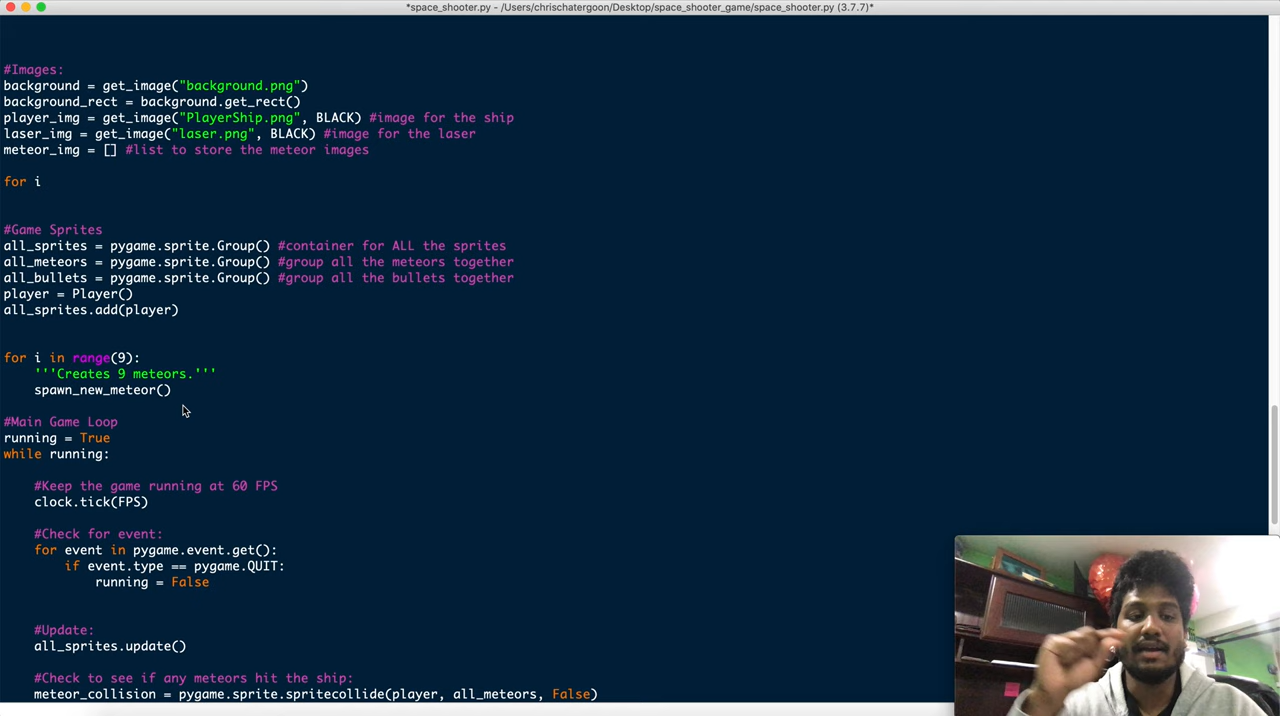 *space_shooter.py - /Users/chrischatergoon/Desktop/space_shooter_game/space_shooter.py (3.7.7)*
#Images:
background = get_image("background.png")
background_rect = background.get_rect()
player_img = get_image("PlayerShip.png", BLACK) #image for the ship
laser_img = get_image("laser.png", BLACK) #image for the laser
meteor_img = [] #list to store the meteor images
for i
#Game Sprites
all_sprites = pygame.sprite.Group() #container for ALL the sprites
all_meteors = pygame.sprite.Group() #group all the meteors together
all_bullets = pygame.sprite.Group() #group all the bullets together
player = Player()
all_sprites.add(player)
for i in range(9):
'''Creates 9 meteors.'''
spawn_new_meteor()
#Main Game Loop
running = True
while running:
#Keep the game running at 60 FPS
clock.tick(FPS)
#Check for event:
for event in pygame.event.get():
if event.type == pygame.QUIT:
running = False
#Update:
all_sprites.update()
#Check to see if any meteors hit the ship:
meteor_collision = pygame.sprite.spritecollide(player, all_meteors, False)